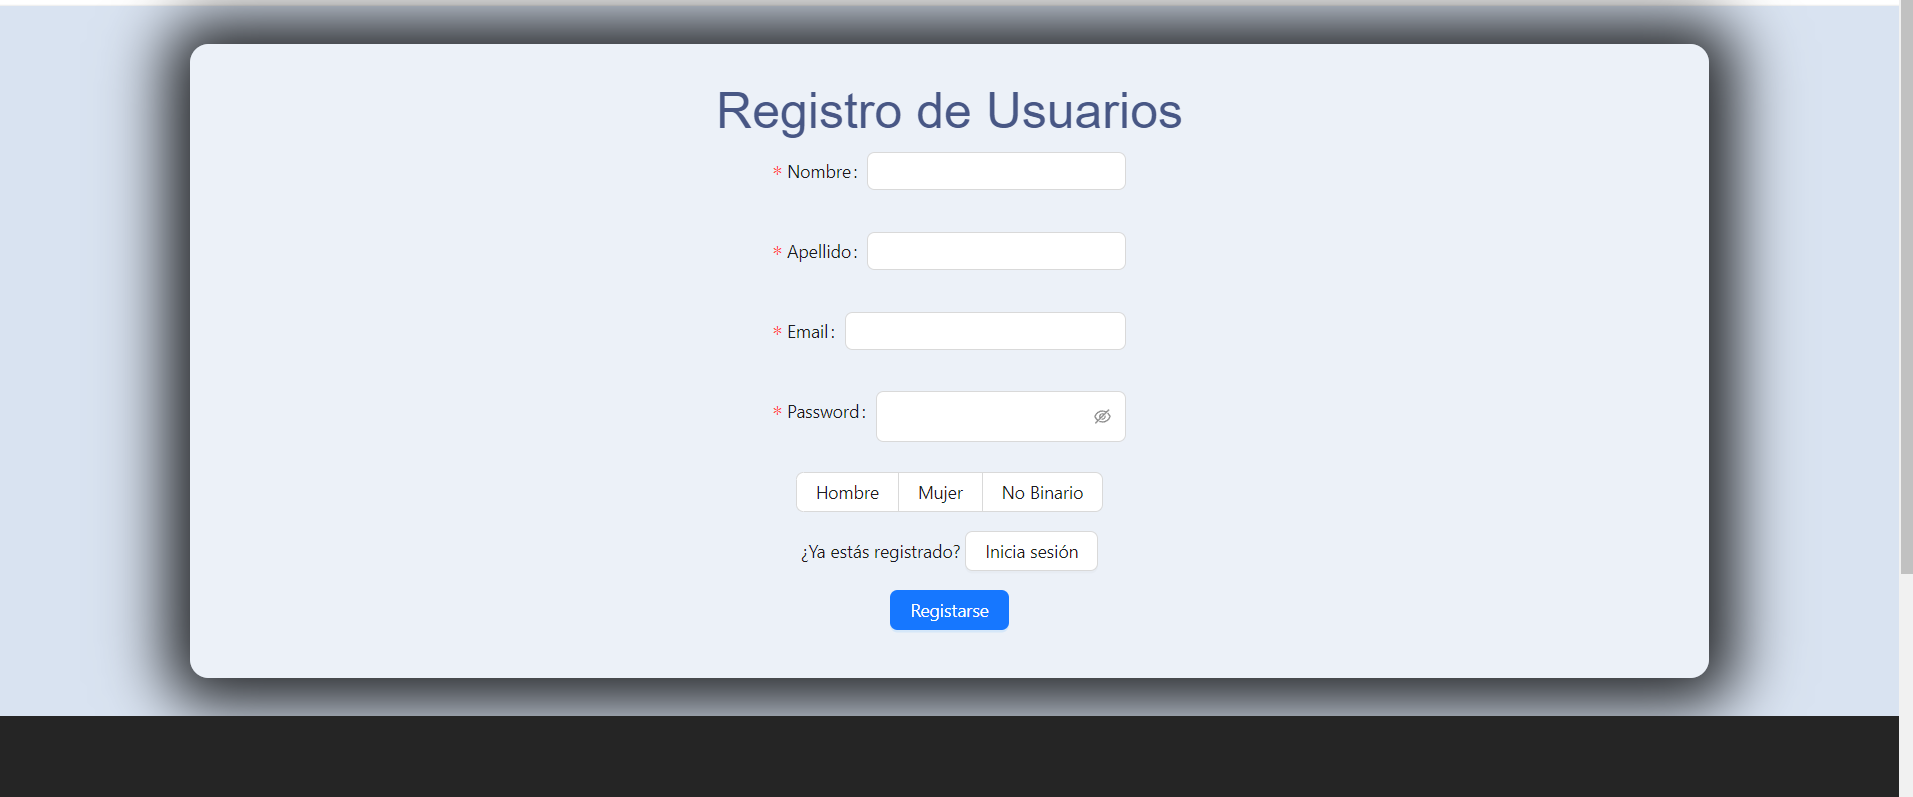 Registro de Usuarios
* Nombre:
* Apellido:
* Email:
* Password:
Hombre Mujer No Binario
¿Ya estás registrado? Inicia sesión
Registarse